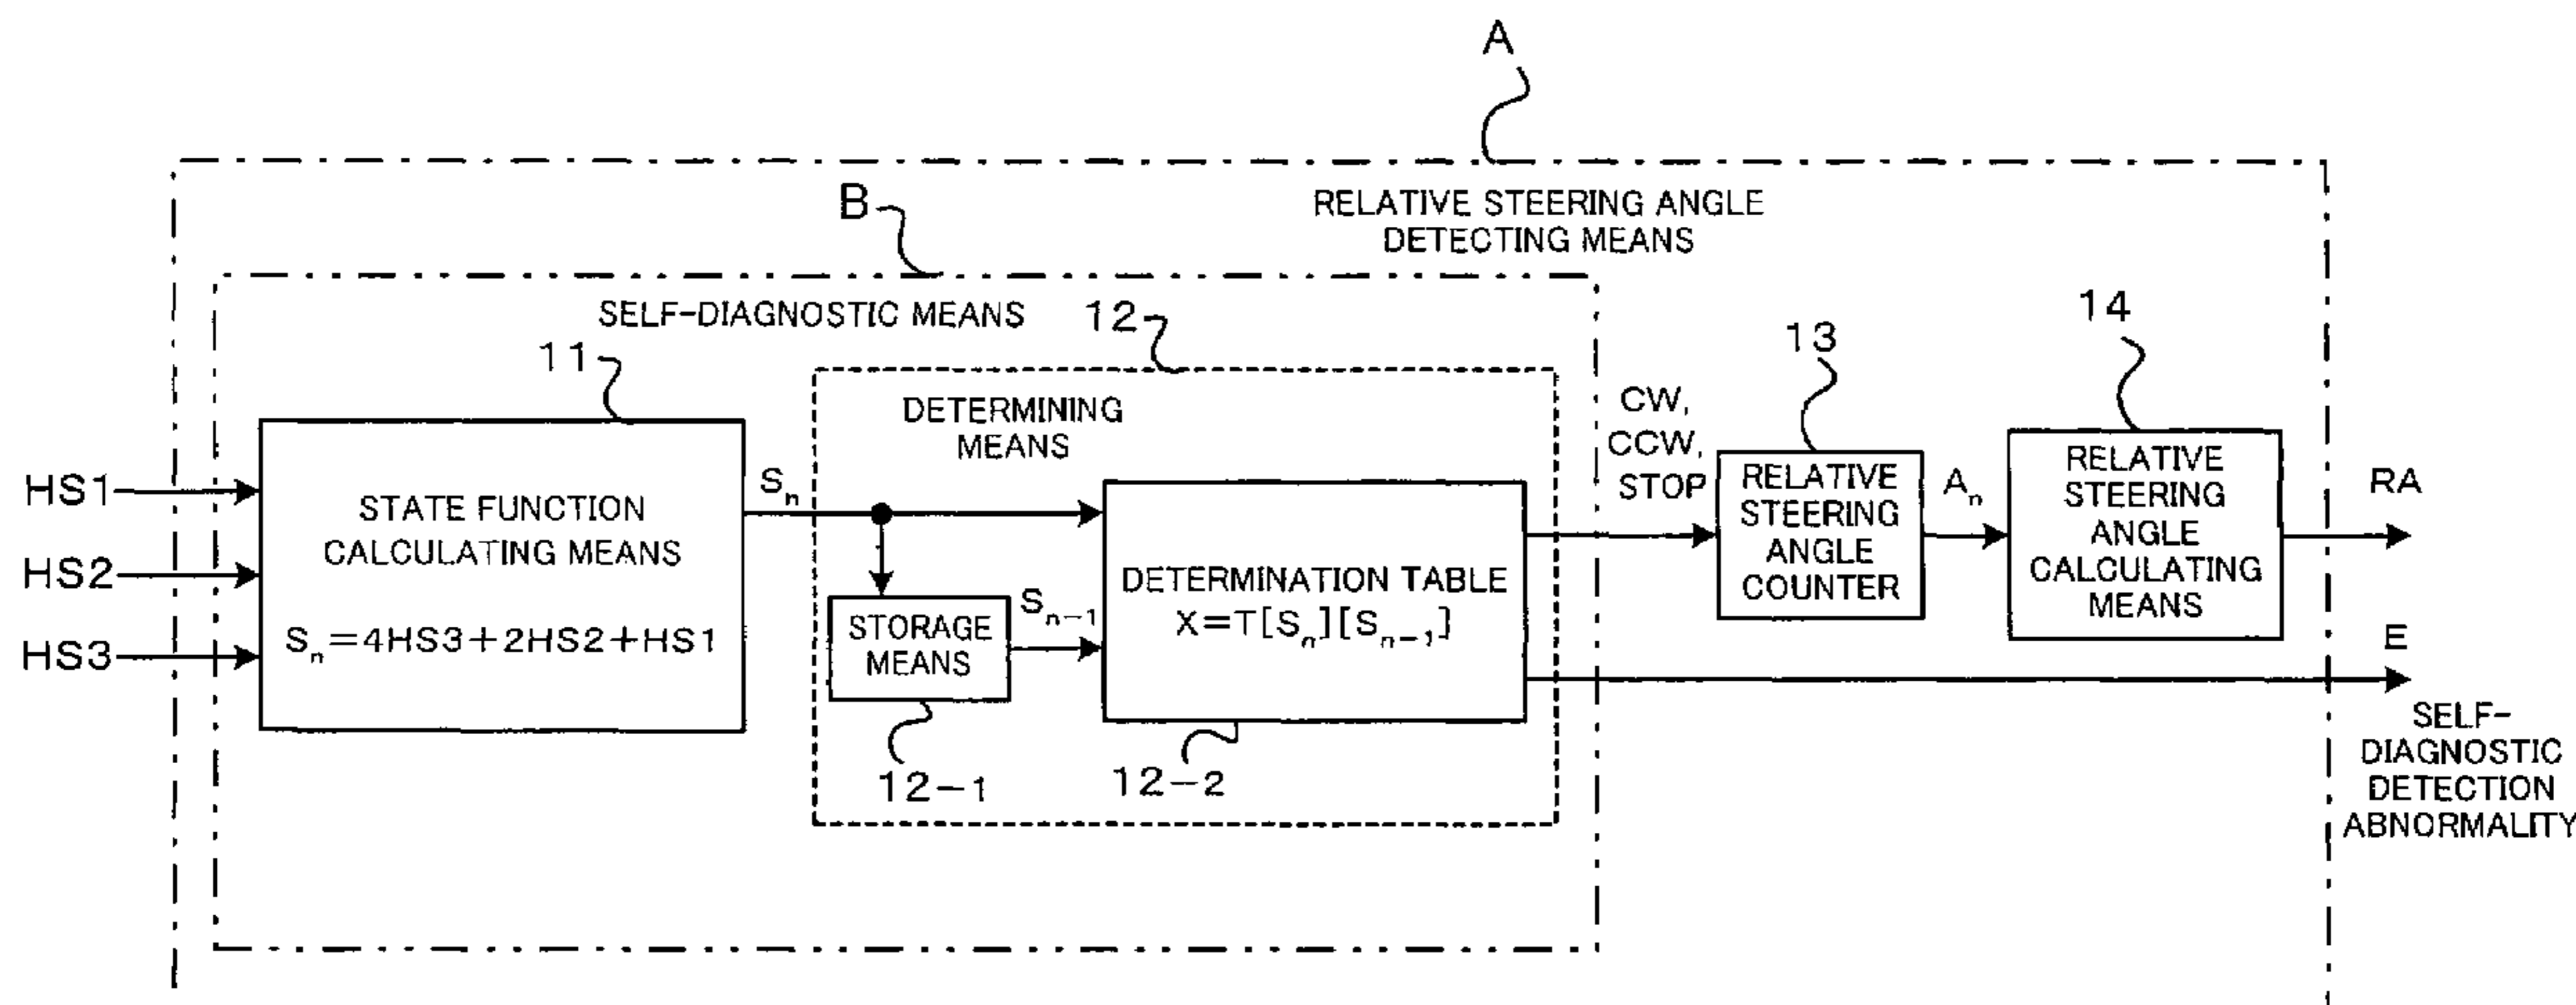 A
RELATIVE STEERING ANGLE
DETECTING MEANS
B
SELF-DIAGNOSTIC MEANS
12
11
DETERMINING
MEANS
13
14
HS1
HS2
HS3
STATE FUNCTION
CALCULATING MEANS
Sₙ=4HS3+2HS2+HS1
Sₙ
STORAGE
MEANS
Sₙ₋₁
12-1
DETERMINATION TABLE
X=T[Sₙ][Sₙ₋₁]
12-2
CW,
CCW,
STOP
RELATIVE
STEERING
ANGLE
COUNTER
Aₙ
RELATIVE
STEERING
ANGLE
CALCULATING
MEANS
RA
E
SELF-
DIAGNOSTIC
DETECTION
ABNORMALITY